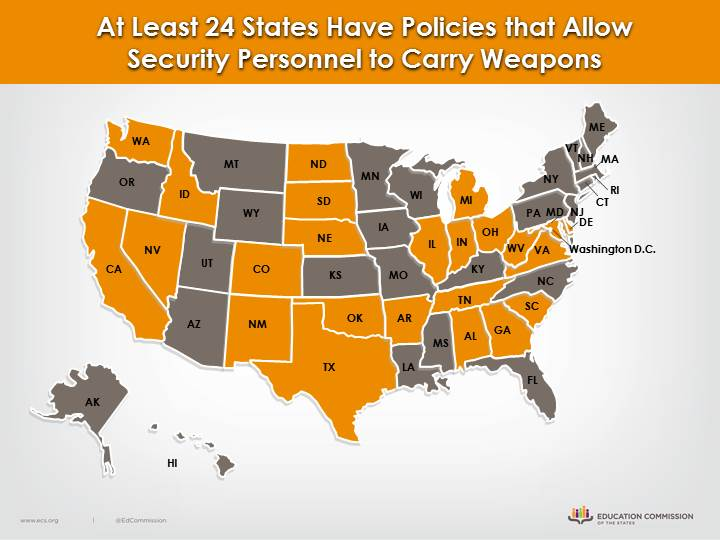 At Least 24 States Have Policies that Allow
Security Personnel to Carry Weapons
WA
MT
ND
MN
ME
VT
NH
MA
OR
ID
SD
WI
MI
NY
RI
CT
WY
NE
IA
PA
MD
NJ
DE
NV
UT
CO
IL
IN
OH
WV
VA
Washington D.C.
CA
KS
MO
KY
NC
AZ
NM
OK
AR
TN
SC
TX
LA
MS
AL
GA
FL
AK
HI
www.ecs.org | @EdCommission
EDUCATION COMMISSION
OF THE STATES